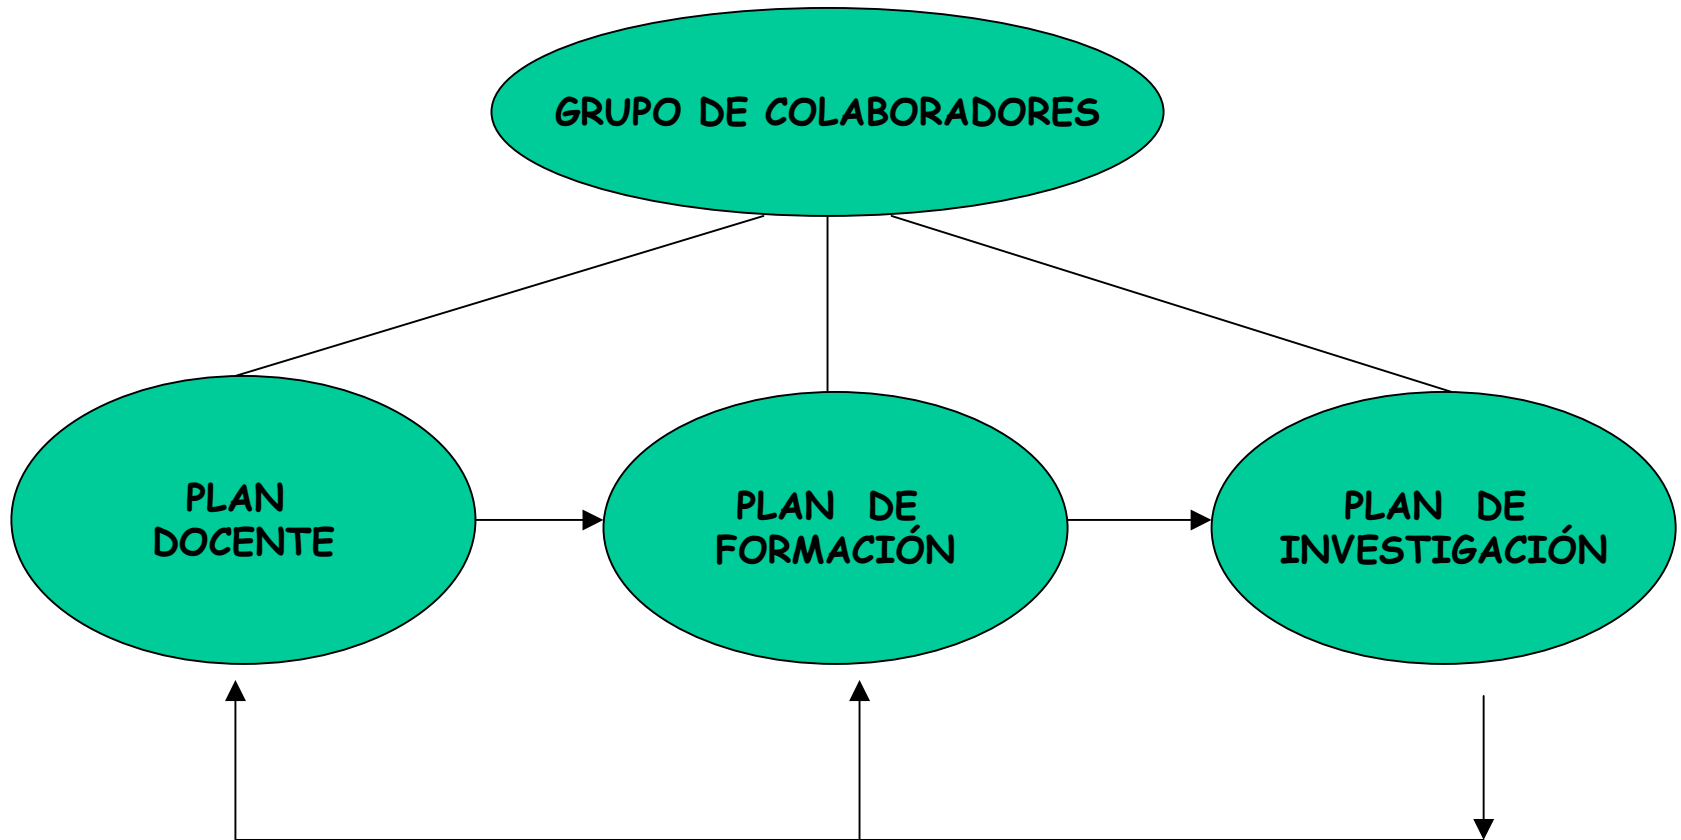 GRUPO DE COLABORADORES
PLAN
DOCENTE
PLAN DE
FORMACIÓN
PLAN DE
INVESTIGACIÓN